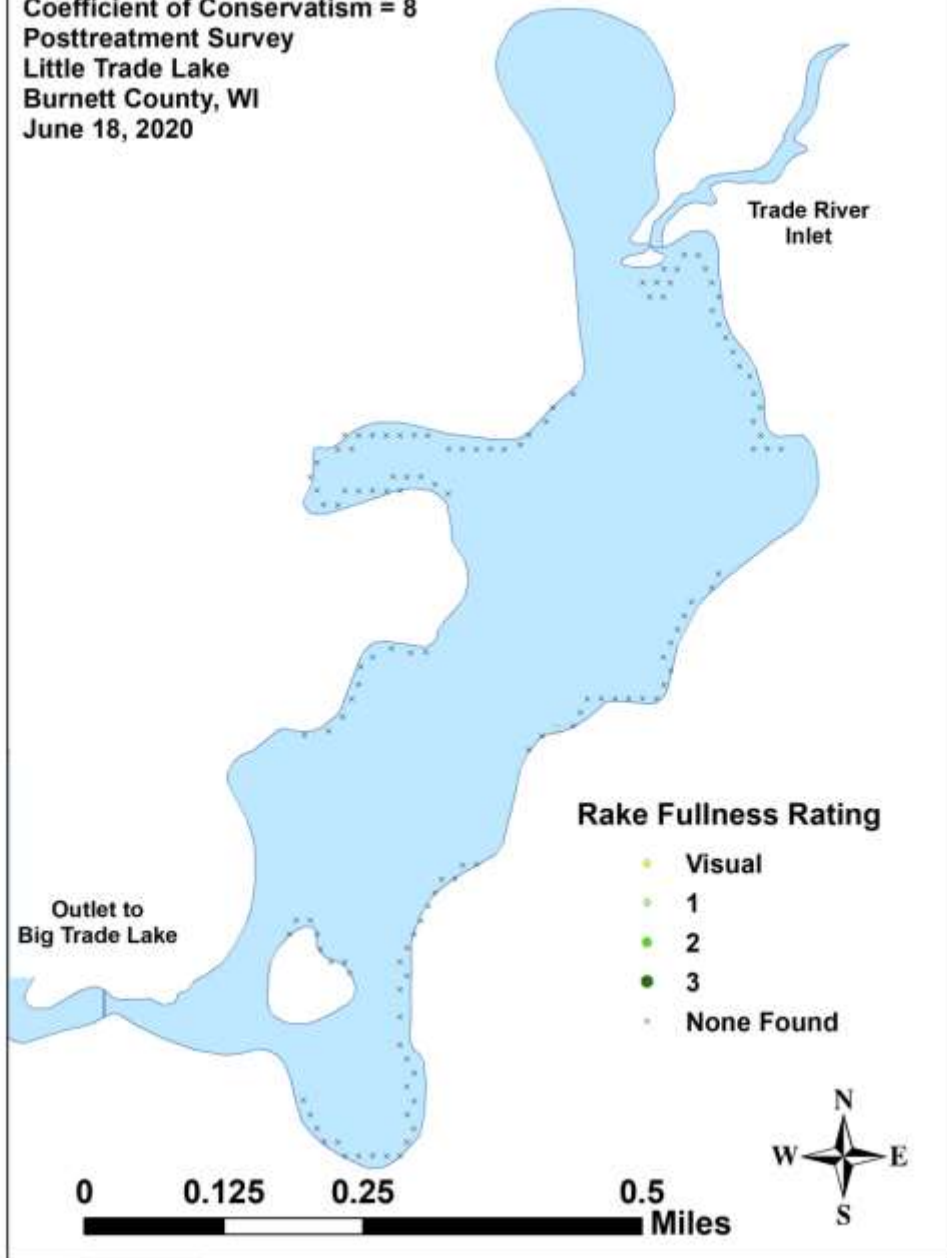 Coefficient of Conservatism = 8
Posttreatment Survey
Little Trade Lake
Burnett County, WI
June 18, 2020
Trade River
Inlet
Rake Fullness Rating
Visual
1
2
3
None Found
Outlet to
Big Trade Lake
N
W E
S
0 0.125 0.25 0.5
Miles